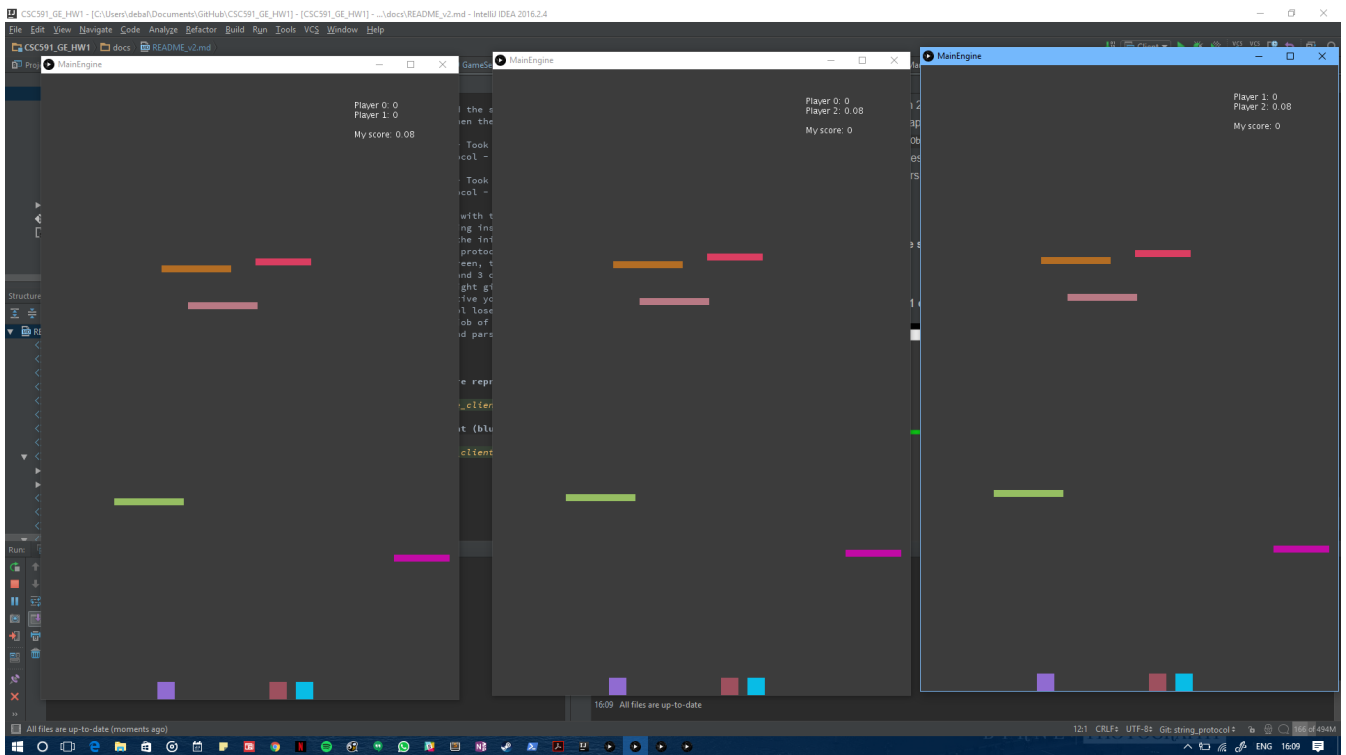 CSC591_GE_HW1 - [C:\Users\debal\Documents\GitHub\CSC591_GE_HW1] - [CSC591_GE_HW1] - ...\docs\README_v2.md - IntelliJ IDEA 2016.2.4
File Edit View Navigate Code Analyze Refactor Build Run Tools VCS Window Help
CSC591_GE_HW1 docs README_v2.md
MainEngine
Player 0: 0
Player 1: 0
My score: 0.08
MainEngine
Player 0: 0
Player 2: 0.08
My score: 0
MainEngine
Player 1: 0
Player 2: 0.08
My score: 0
Structure
Run:
16:09 All files are up-to-date
All files are up-to-date (moments ago)
12:1 CRLF UTF-8 Git: string_protocol 166 of 494M
ENG 16:09